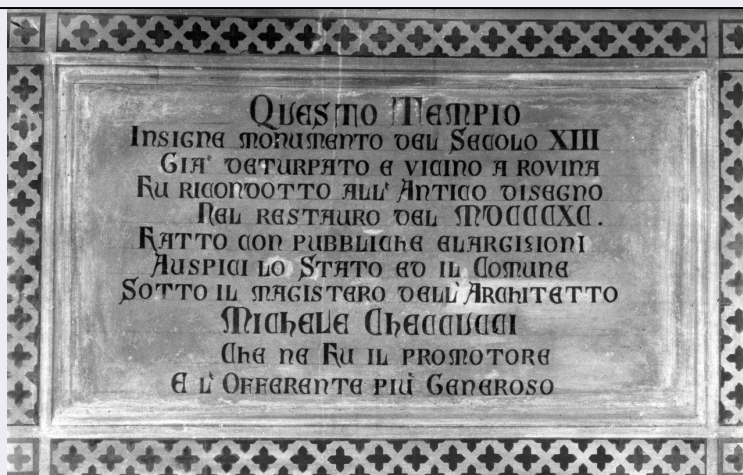 QUESTO TEMPIO
INSIGNE MONUMENTO DEL SECOLO XIII
GIA' DETURPATO E VICINO A ROVINA
FU RICONDOTTO ALL' ANTICO DISEGNO
NEL RESTAURO DEL MDCCCXC.
FATTO CON PUBBLICHE ELARGISIONI
AUSPICI LO STATO ED IL COMUNE
SOTTO IL MAGISTERO DELL' ARCHITETTO
MICHELE CHECCUCCI
CHE NE FU IL PROMOTORE
E L' OFFERENTE PIÙ GENEROSO